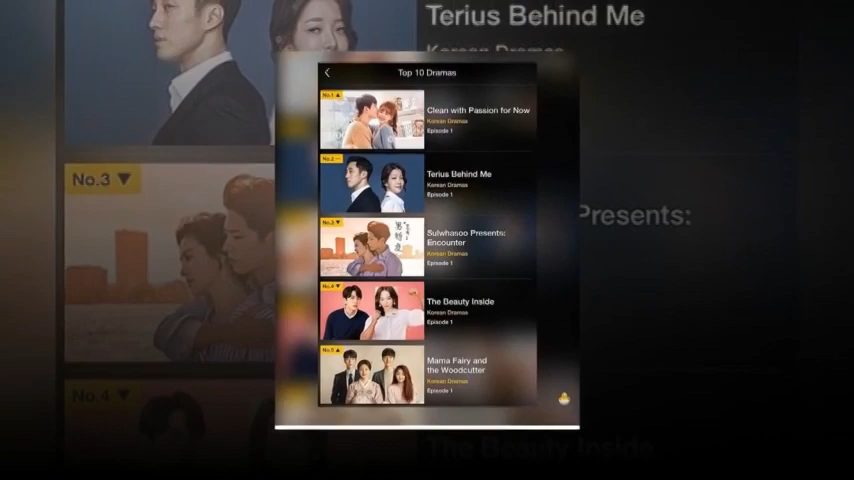 Terius Behind Me
Korean Dramas
Top 10 Dramas
No.1 ▲
Clean with Passion for Now
Korean Dramas
Episode 1
No.2
Terius Behind Me
Korean Dramas
Episode 1
No.3 ▼
Sulwhasoo Presents:
Encounter
Korean Dramas
Episode 1
No.4 ▼
The Beauty Inside
Korean Dramas
Episode 1
No.5 ▲
Mama Fairy and
the Woodcutter
Korean Dramas
Episode 1
No.3 ▼
Presents:
No.4 ▼
The Beauty Inside